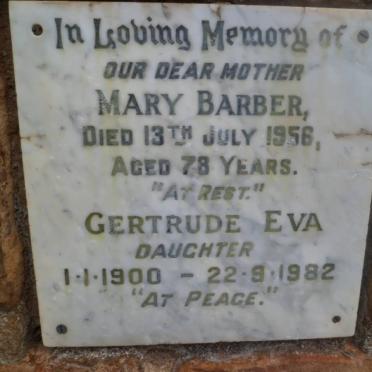 In Loving Memory of
OUR DEAR MOTHER
MARY BARBER,
DIED 13TH JULY 1956,
AGED 78 YEARS.
"AT REST."
GERTRUDE EVA
DAUGHTER
1·1·1900 - 22·9·1982
"AT PEACE."